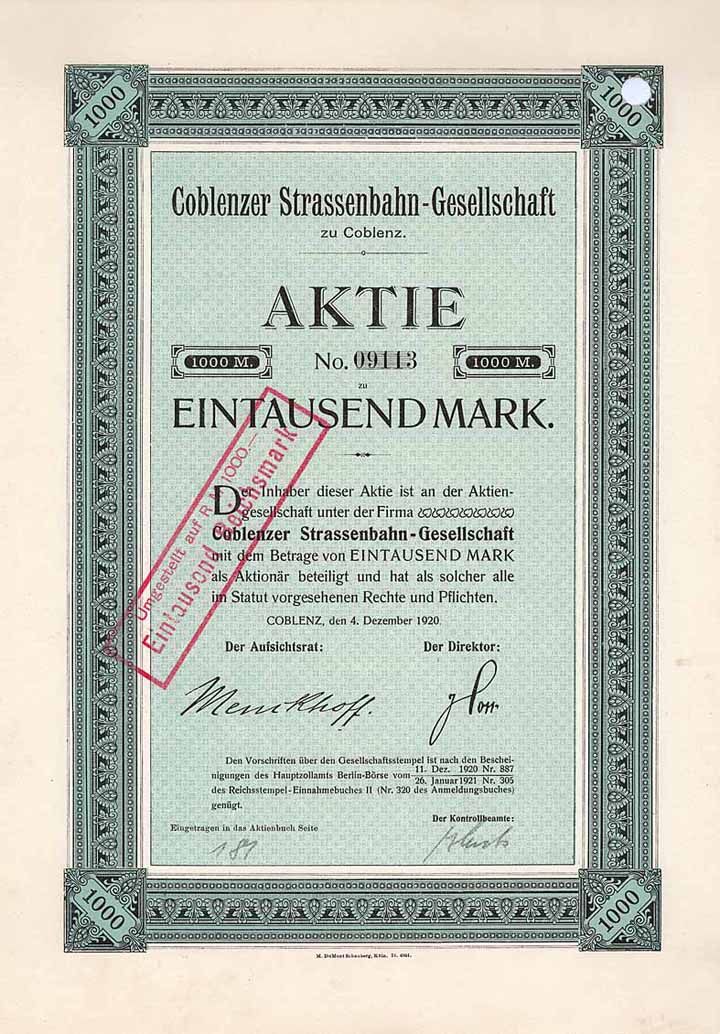 1000
1000
Coblenzer Strassenbahn-Gesellschaft
zu Coblenz.
AKTIE
1000 M. No. 09113 1000 M.
zu
EINTAUSEND MARK.
Umgestellt auf R.M. 1000.—
Eintausend Reichsmark
Der Inhaber dieser Aktie ist an der Aktien-
gesellschaft unter der Firma
Coblenzer Strassenbahn-Gesellschaft
mit dem Betrage von EINTAUSEND MARK
als Aktionär beteiligt und hat als solcher alle
im Statut vorgesehenen Rechte und Pflichten.
COBLENZ, den 4. Dezember 1920.
Der Aufsichtsrat: Der Direktor:
Menckhoff.
Den Vorschriften über den Gesellschaftsstempel ist nach den Beschei-
nigungen des Hauptzollamts Berlin-Börse vom 11. Dez. 1920 Nr. 887
26. Januar 1921 Nr. 305
des Reichsstempel-Einnahmebuches II (Nr. 320 des Anmeldungsbuches)
genügt.
Der Kontrollbeamte:
Eingetragen in das Aktienbuch Seite
181
1000
1000
M. DuMont Schauberg, Köln.